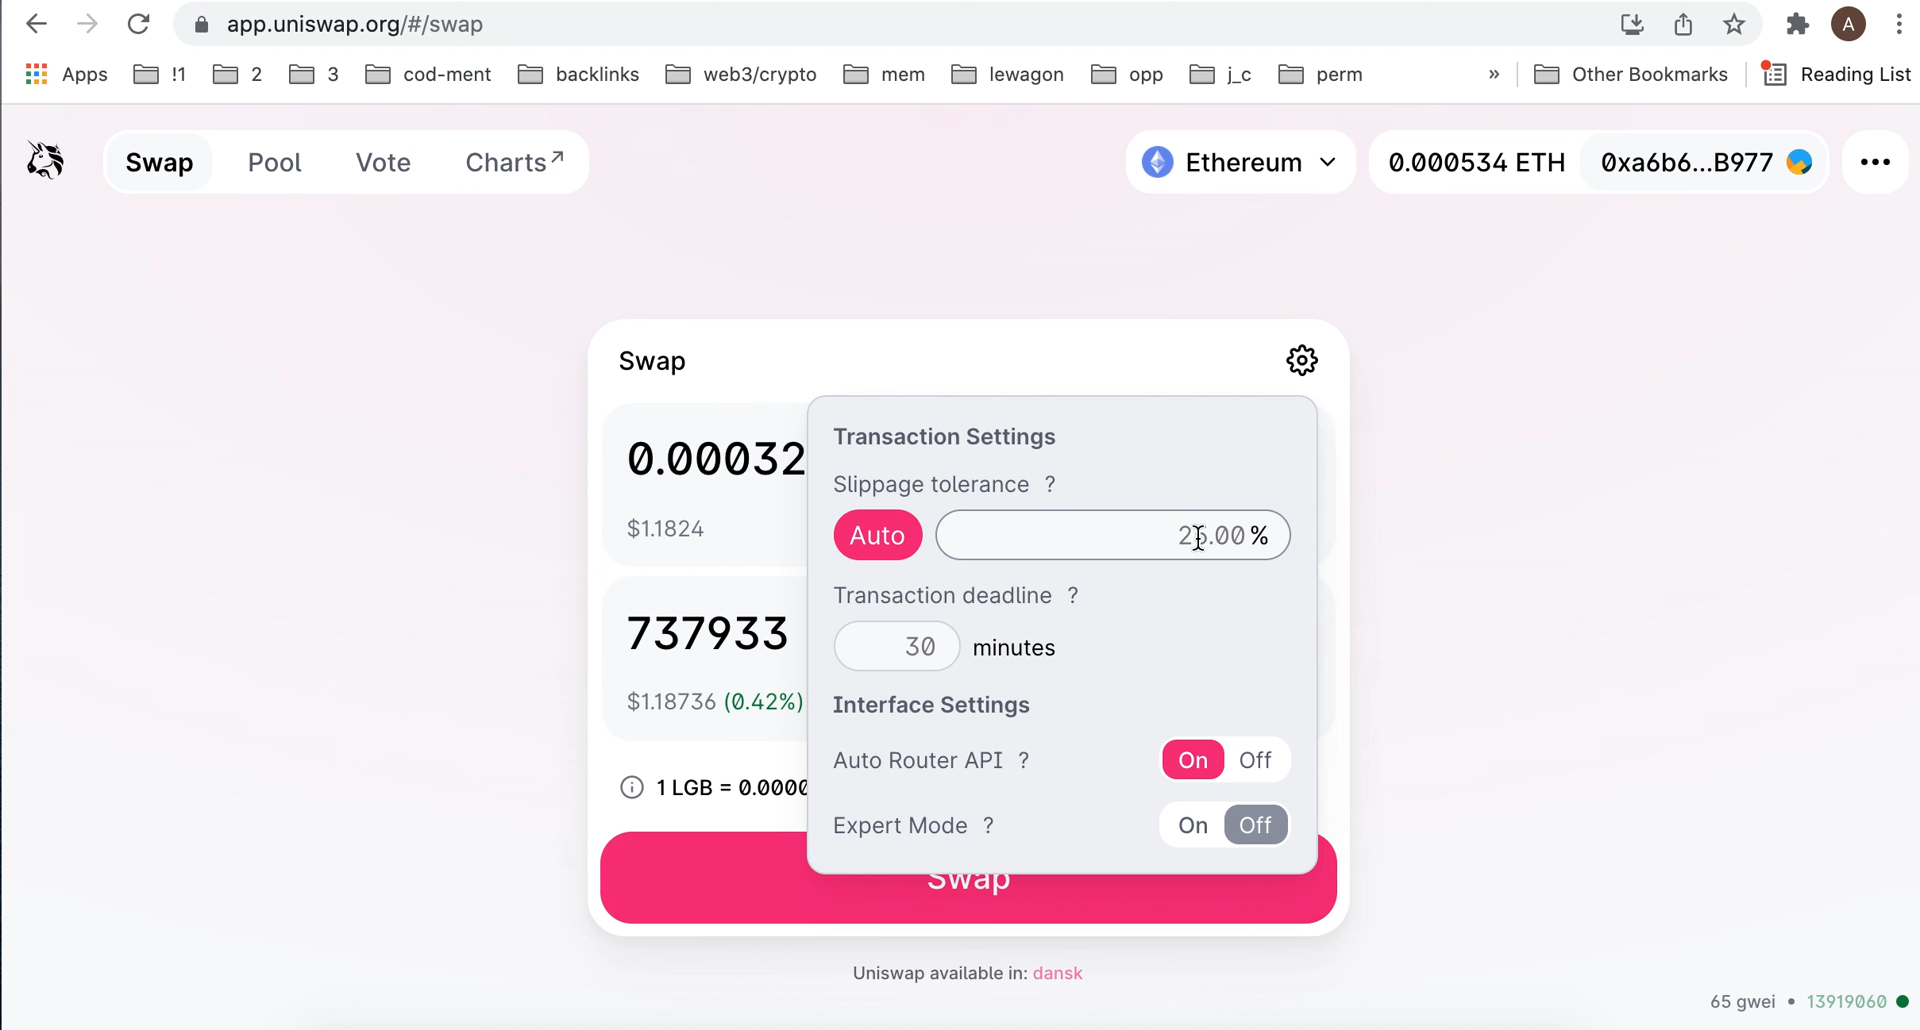 app.uniswap.org/#/swap
A
Apps !1 2 3 cod-ment backlinks web3/crypto mem lewagon opp j_c perm » Other Bookmarks Reading List
Swap Pool Vote Charts↗ Ethereum 0.000534 ETH 0xa6b6...B977 •••
Swap
0.00032
$1.1824
737933
$1.18736 (0.42%)
1 LGB = 0.0000
Transaction Settings
Slippage tolerance ?
Auto %
Transaction deadline ?
30 minutes
Interface Settings
Auto Router API ? On Off
Expert Mode ? On Off
Swap
Uniswap available in: dansk
65 gwei • 13919060